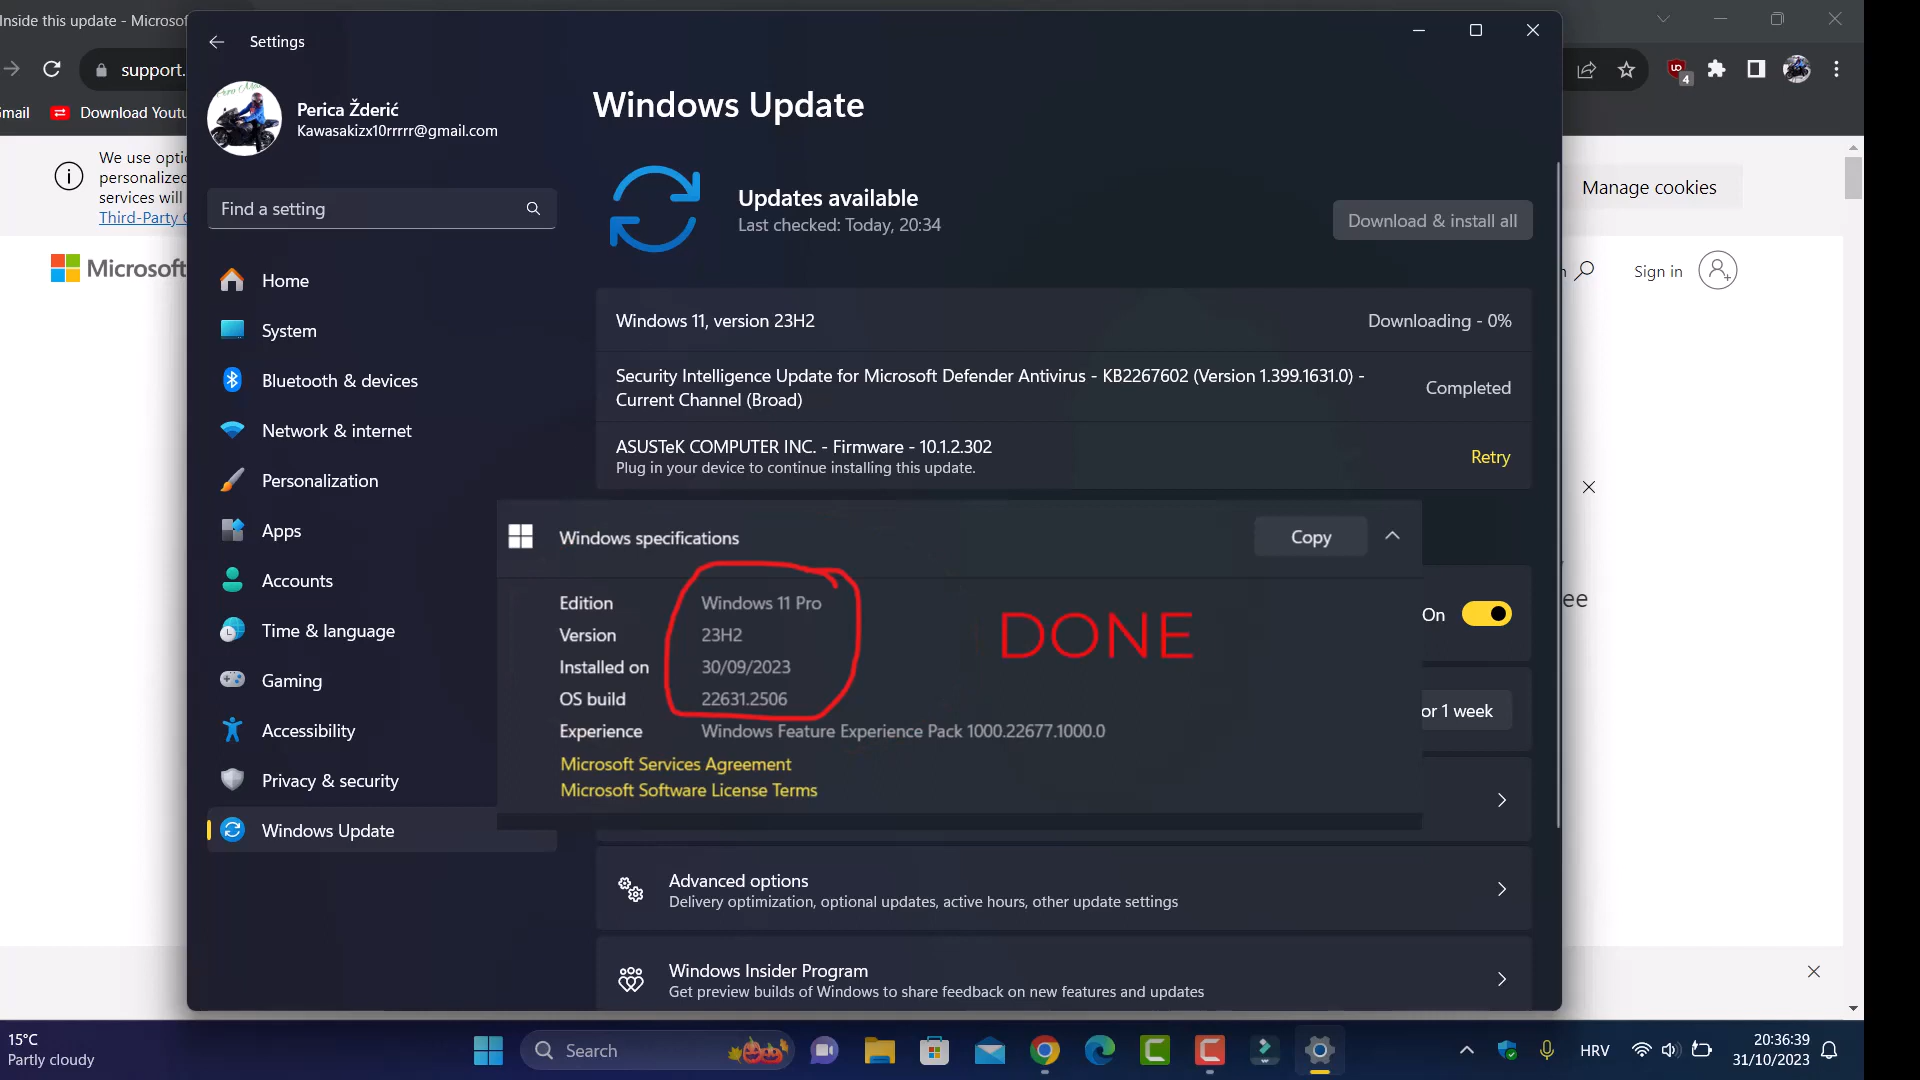 Inside this update - Microsof
support.
mail
Download Youtu
We use optio
personalized
services will
Third-Party C
Microsoft
Manage cookies
Sign in
ee
Settings
Perica Žderić
Kawasakizx10rrrrr@gmail.com
Find a setting
Home
System
Bluetooth & devices
Network & internet
Personalization
Apps
Accounts
Time & language
Gaming
Accessibility
Privacy & security
Windows Update
Windows Update
Updates available
Last checked: Today, 20:34
Download & install all
Windows 11, version 23H2
Downloading - 0%
Security Intelligence Update for Microsoft Defender Antivirus - KB2267602 (Version 1.399.1631.0) -
Current Channel (Broad)
Completed
ASUSTeK COMPUTER INC. - Firmware - 10.1.2.302
Plug in your device to continue installing this update.
Retry
Windows specifications
Copy
Edition Windows 11 Pro
Version 23H2
Installed on 30/09/2023
OS build 22631.2506
Experience Windows Feature Experience Pack 1000.22677.1000.0
Microsoft Services Agreement
Microsoft Software License Terms
DONE
On
or 1 week
Advanced options
Delivery optimization, optional updates, active hours, other update settings
Windows Insider Program
Get preview builds of Windows to share feedback on new features and updates
15°C
Partly cloudy
Search
HRV
20:36:39
31/10/2023